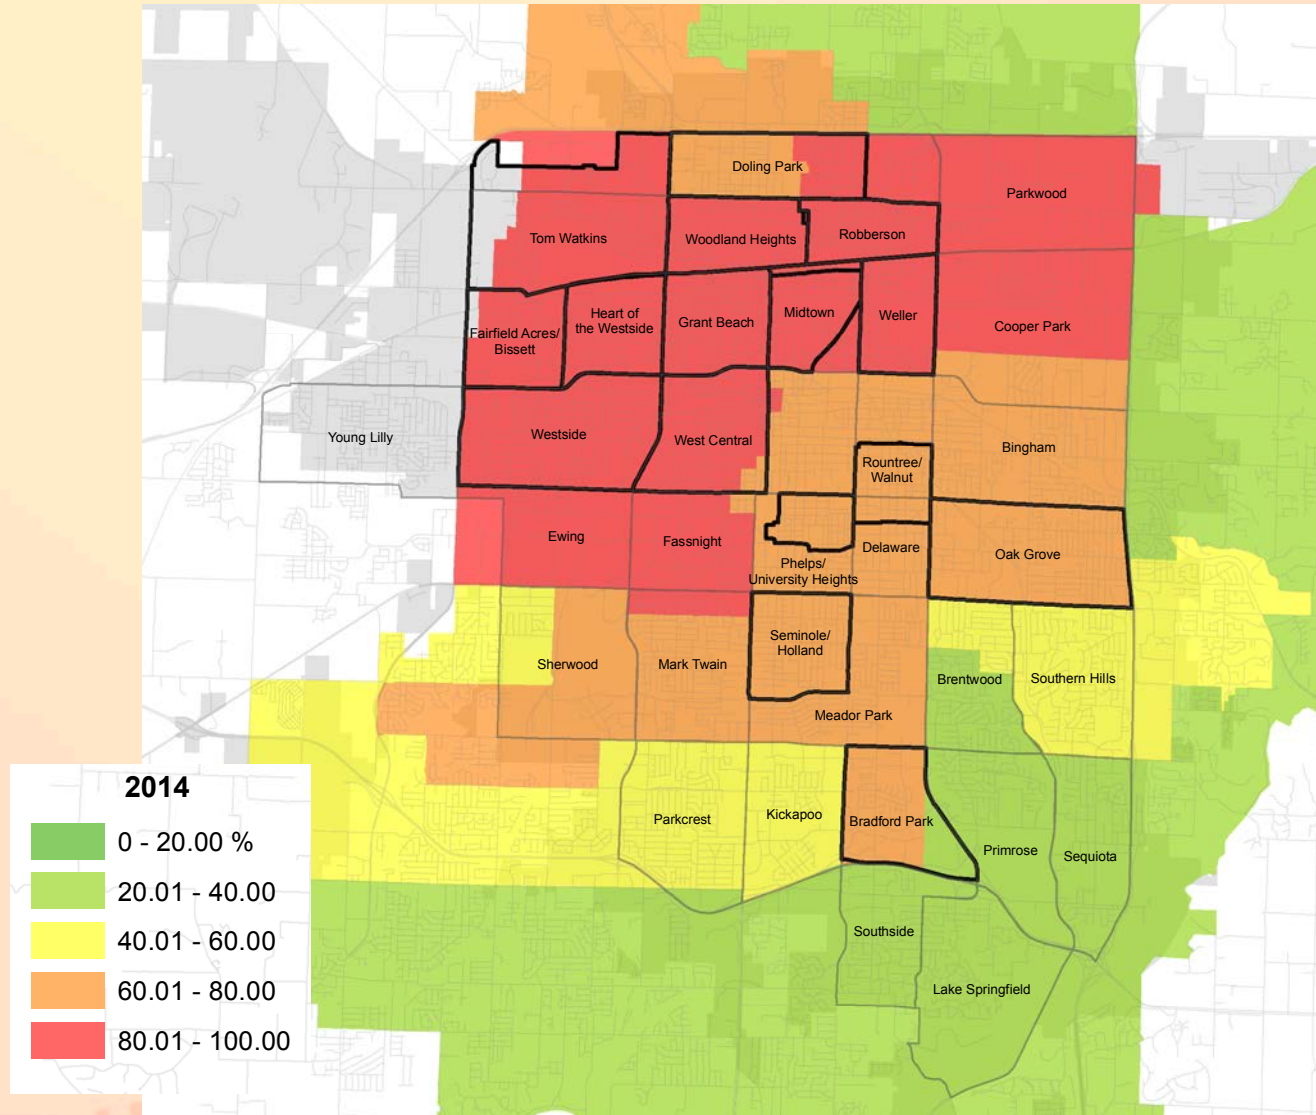 Doling Park
Parkwood
Tom Watkins
Woodland Heights
Robberson
Heart of
the Westside
Grant Beach
Midtown
Weller
Cooper Park
Fairfield Acres/
Bissett
Young Lilly
Westside
West Central
Bingham
Rountree/
Walnut
Ewing
Fassnight
Delaware
Oak Grove
Phelps/
University Heights
Seminole/
Holland
Sherwood
Mark Twain
Brentwood
Southern Hills
Meador Park
Parkcrest
Kickapoo
Bradford Park
Primrose
Sequiota
Southside
Lake Springfield
2014
0 - 20.00 %
20.01 - 40.00
40.01 - 60.00
60.01 - 80.00
80.01 - 100.00